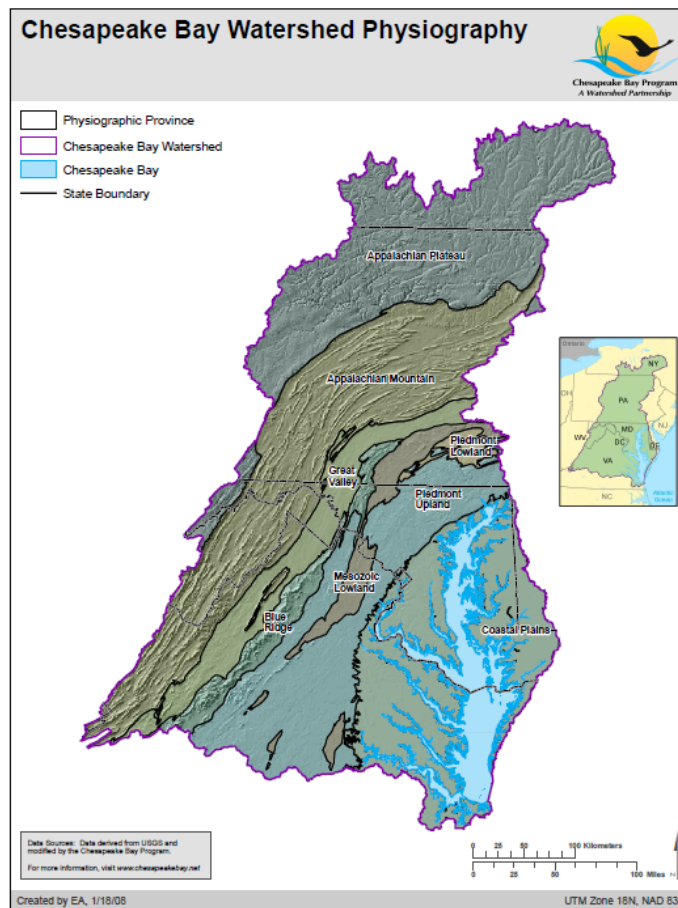 Chesapeake Bay Watershed Physiography
Chesapeake Bay Program
A Watershed Partnership
Physiographic Province
Chesapeake Bay Watershed
Chesapeake Bay
State Boundary
Appalachian Plateau
Appalachian Mountain
Piedmont
Lowland
Great
Valley
Piedmont
Upland
Mesozoic
Lowland
Blue
Ridge
Coastal Plains
Ontario
NY
OH
PA
NJ
MD
WV
DC
DE
VA
NC
Atlantic
Ocean
Data Sources: Data derived from USGS and
modified by the Chesapeake Bay Program.
For more information, visit www.chesapeakebay.net
0 25 50 100 Kilometers
0 25 50 100 Miles
N
Created by EA, 1/18/08
UTM Zone 18N, NAD 83